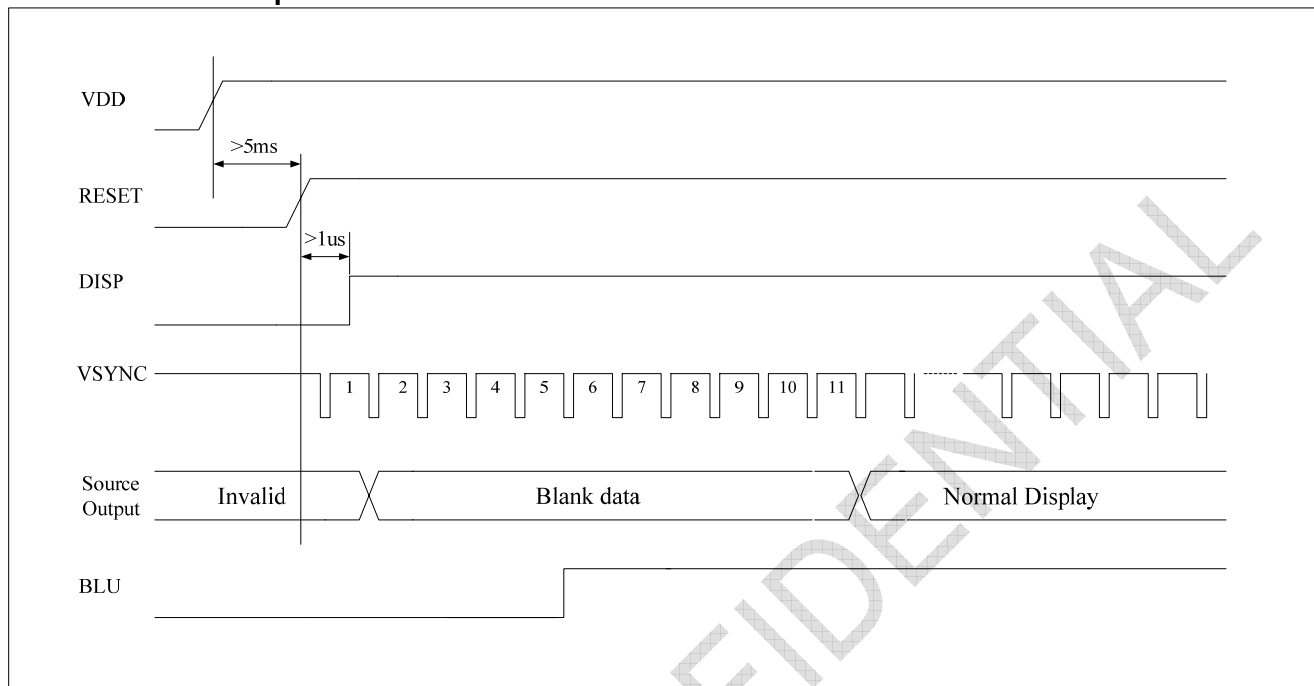 VDD
>5ms
RESET
>1us
DISP
VSYNC
1 2 3 4 5 6 7 8 9 10 11
Source
Output
Invalid
Blank data
Normal Display
BLU